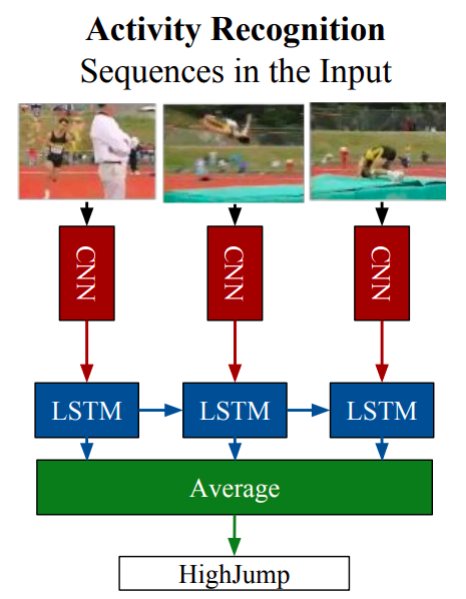 Activity Recognition
Sequences in the Input
CNN
CNN
CNN
LSTM
LSTM
LSTM
Average
HighJump